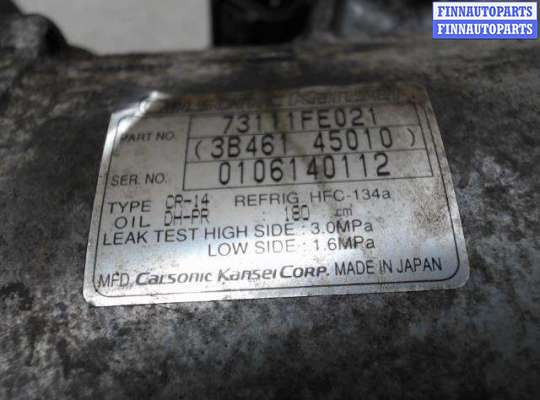 FINNAUTOPARTS
FINNAUTOPARTS
PART NO. 73111FE021
(3B461 45010)
SER. NO. 0106140112
TYPE CR-14 REFRIG HFC-134a
OIL DH-PR : 180 cm
LEAK TEST HIGH SIDE : 3.0MPa
LOW SIDE : 1.6MPa
MFD. Calsonic Kansei CORP. MADE IN JAPAN